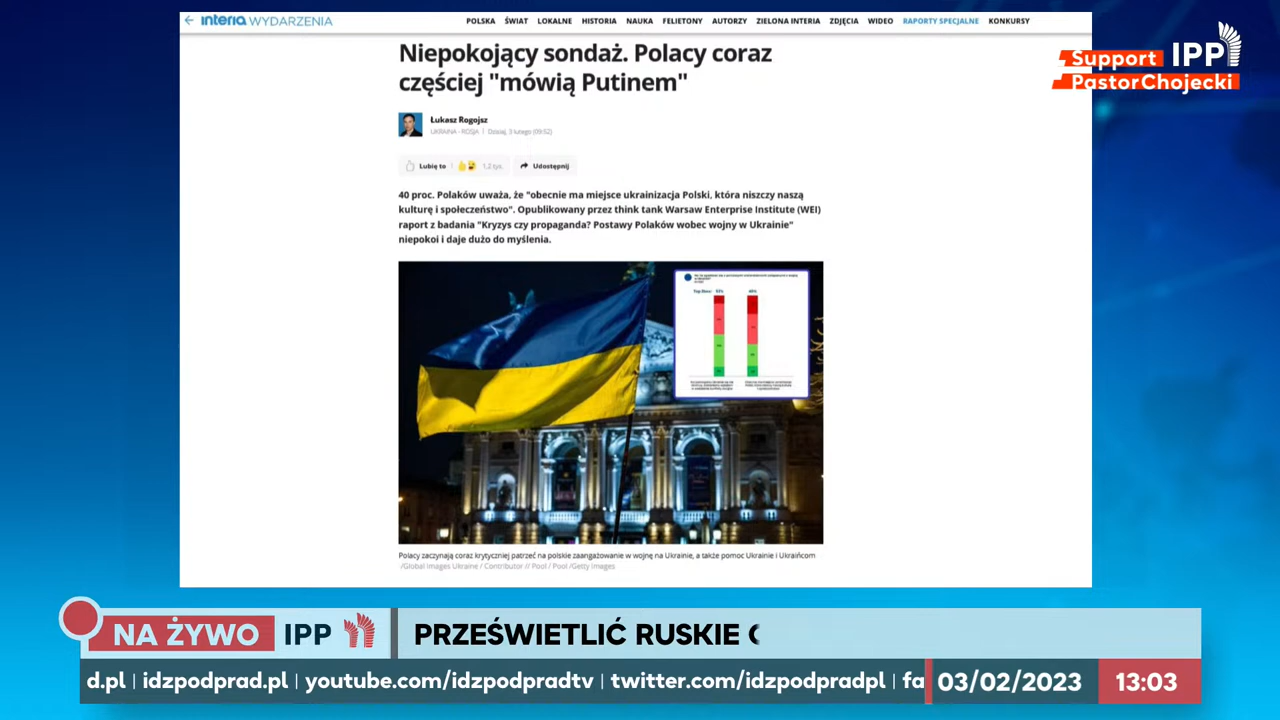 interia WYDARZENIA
POLSKA ŚWIAT LOKALNE HISTORIA NAUKA FELIETONY AUTORZY ZIELONA INTERIA ZDJĘCIA WIDEO RAPORTY SPECJALNE KONKURSY
Niepokojący sondaż. Polacy coraz
częściej "mówią Putinem"
Support IPP
Pastor Chojecki
Łukasz Rogojsz
UKRAINA - ROSJA | Dzisiaj, 3 lutego (09:52)
Lubię to 1,2 tys. Udostępnij
40 proc. Polaków uważa, że "obecnie ma miejsce ukrainizacja Polski, która niszczy naszą
kulturę i społeczeństwo". Opublikowany przez think tank Warsaw Enterprise Institute (WEI)
raport z badania "Kryzys czy propaganda? Postawy Polaków wobec wojny w Ukrainie"
niepokoi i daje dużo do myślenia.
Polacy zaczynają coraz krytyczniej patrzeć na polskie zaangażowanie w wojnę na Ukrainie, a także pomoc Ukrainie i Ukraińcom
/Global Images Ukraine / Contributor // Pool / Pool /Getty Images
NA ŻYWO IPP PRZEŚWIETLIĆ RUSKIE
d.pl | idzpodprad.pl | youtube.com/idzpodpradtv | twitter.com/idzpodpradpl | fa 03/02/2023 13:03